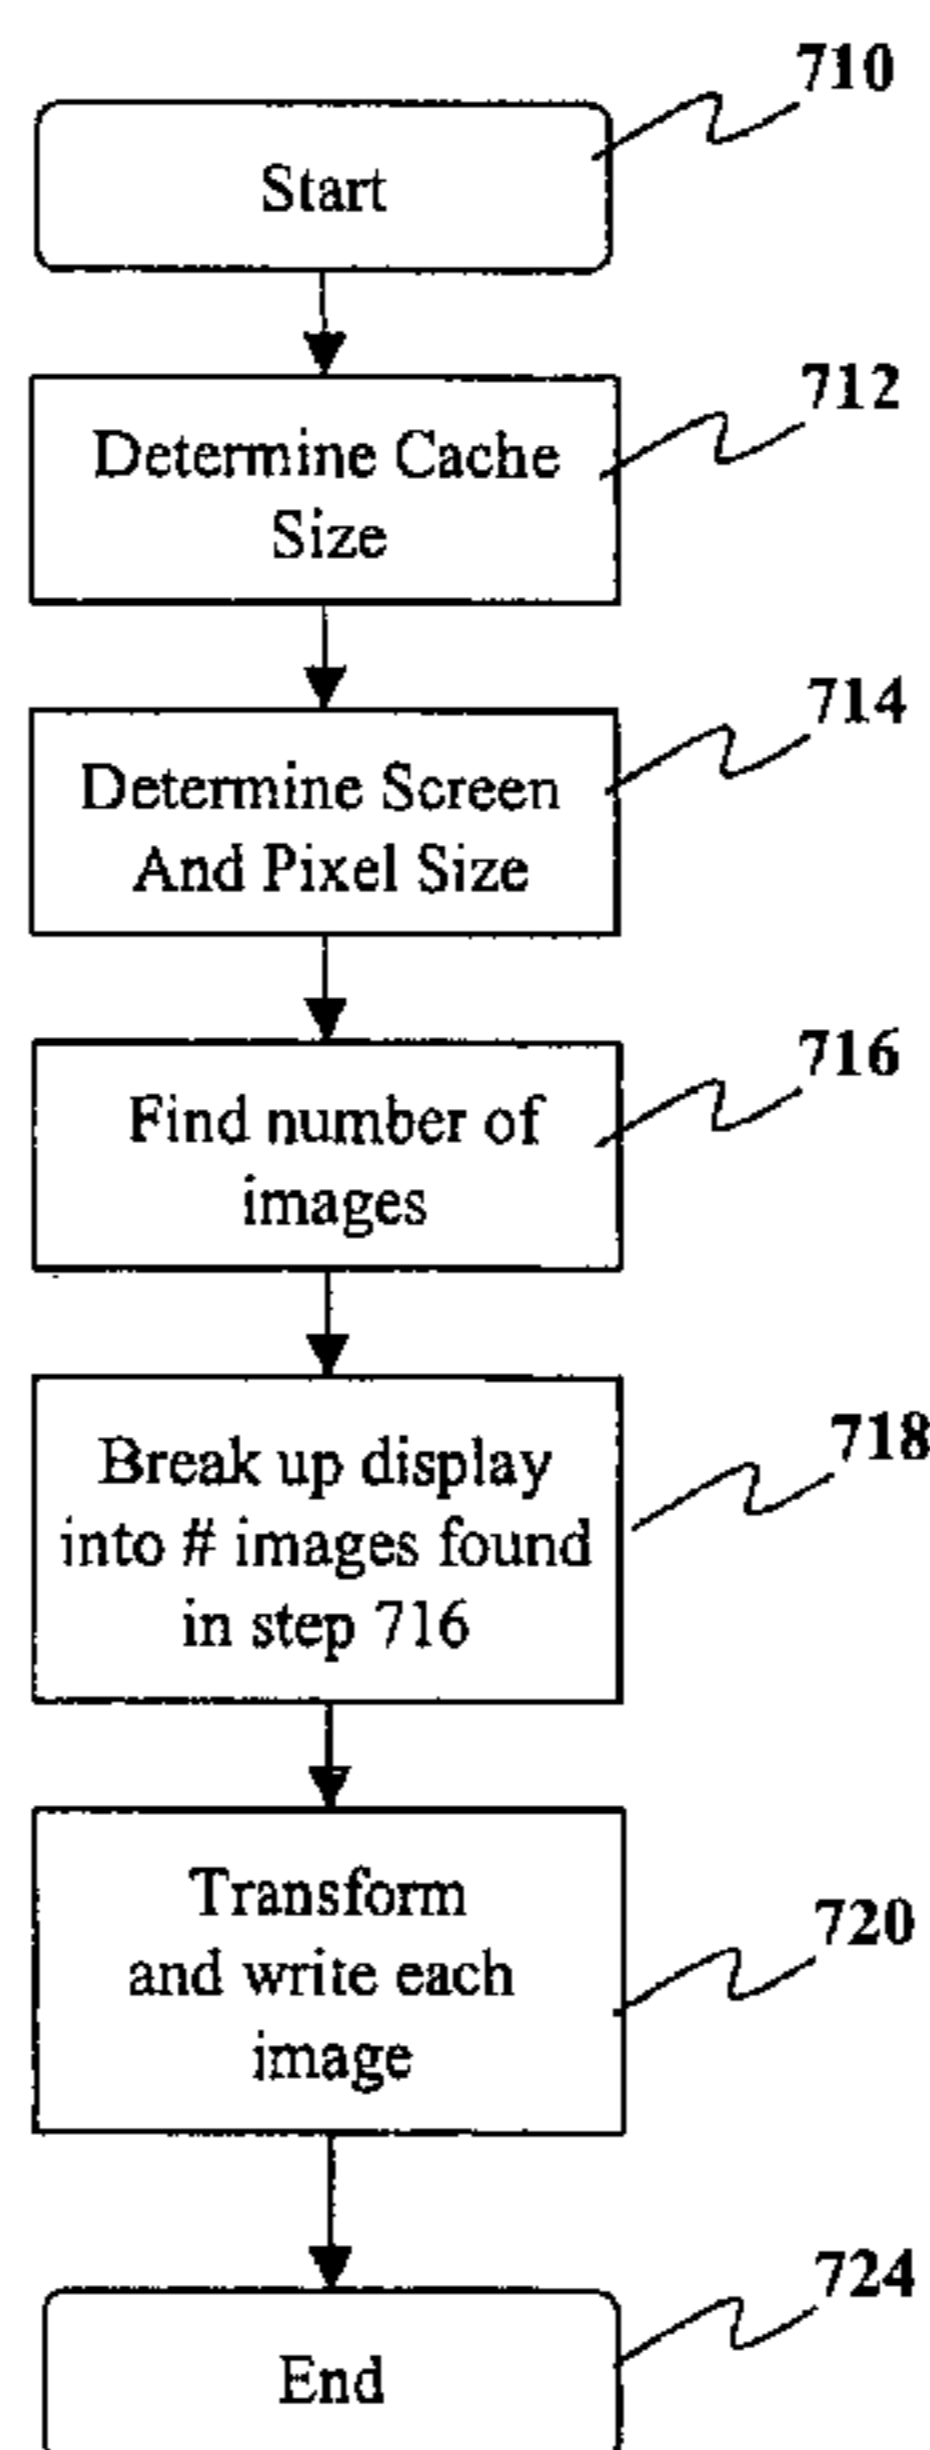 710
Start
712
Determine Cache
Size
714
Determine Screen
And Pixel Size
716
Find number of
images
718
Break up display
into # images found
in step 716
720
Transform
and write each
image
724
End